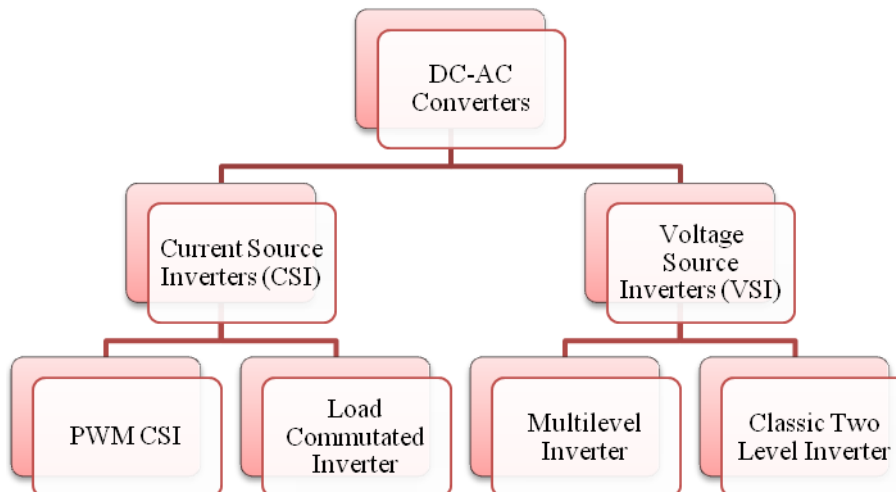 DC-AC
Converters
Current Source
Inverters (CSI)
Voltage
Source
Inverters (VSI)
PWM CSI
Load
Commutated
Inverter
Multilevel
Inverter
Classic Two
Level Inverter